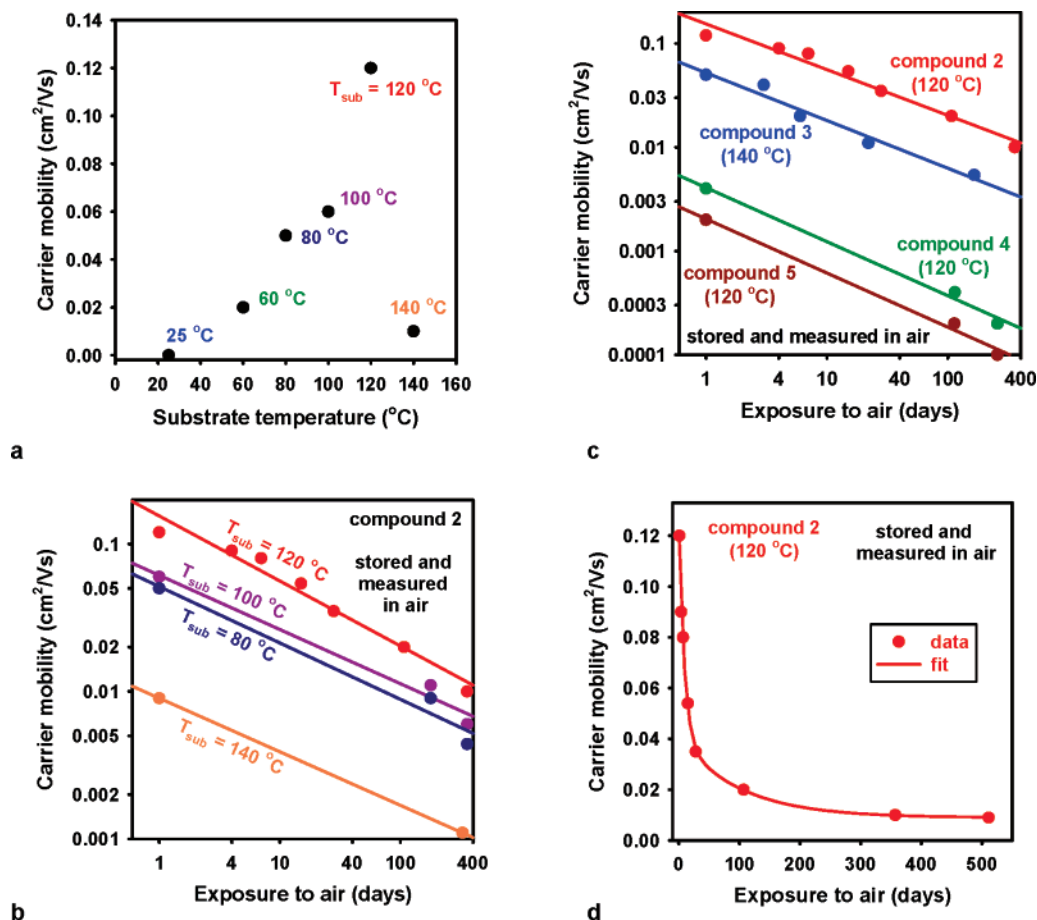 0.14
0.12
0.10
0.08
0.06
0.04
0.02
0.00
Carrier mobility (cm²/Vs)
T_sub = 120 °C
100 °C
80 °C
60 °C
140 °C
25 °C
0 20 40 60 80 100 120 140 160
Substrate temperature (°C)
a
0.1
0.03
0.01
0.003
0.001
0.0003
0.0001
Carrier mobility (cm²/Vs)
compound 2
(120 °C)
compound 3
(140 °C)
compound 4
(120 °C)
compound 5
(120 °C)
stored and measured in air
1 4 10 40 100 400
Exposure to air (days)
c
0.1
0.05
0.02
0.01
0.005
0.002
0.001
Carrier mobility (cm²/Vs)
compound 2
stored and
measured
in air
T_sub = 120 °C
T_sub = 100 °C
T_sub = 80 °C
T_sub = 140 °C
1 4 10 40 100 400
Exposure to air (days)
b
0.12
0.10
0.08
0.06
0.04
0.02
0.00
Carrier mobility (cm²/Vs)
compound 2
(120 °C)
stored and
measured in air
data
fit
0 100 200 300 400 500
Exposure to air (days)
d